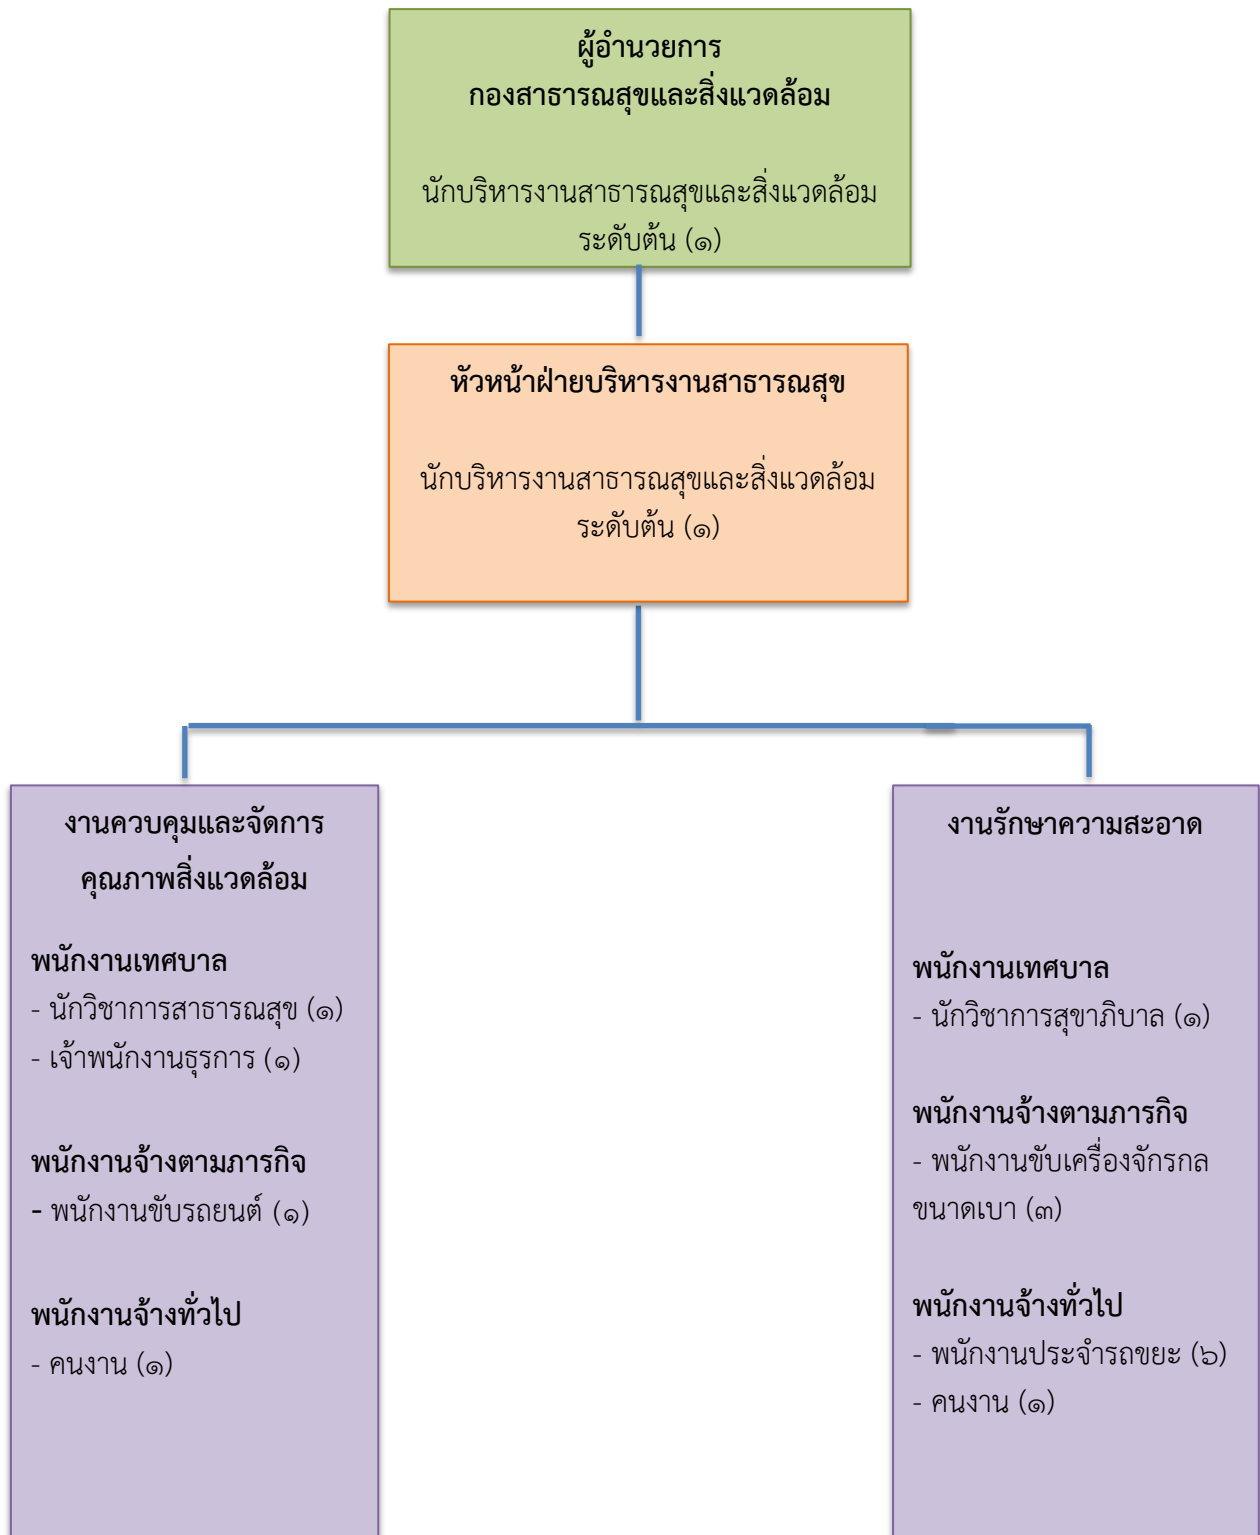 ผู้อำนวยการ
กองสาธารณสุขและสิ่งแวดล้อม
นักบริหารงานสาธารณสุขและสิ่งแวดล้อม
ระดับต้น (๑)
หัวหน้าฝ่ายบริหารงานสาธารณสุข
นักบริหารงานสาธารณสุขและสิ่งแวดล้อม
ระดับต้น (๑)
งานควบคุมและจัดการ
คุณภาพสิ่งแวดล้อม
พนักงานเทศบาล
- นักวิชาการสาธารณสุข (๑)
- เจ้าพนักงานธุรการ (๑)
พนักงานจ้างตามภารกิจ
- พนักงานขับรถยนต์ (๑)
พนักงานจ้างทั่วไป
- คนงาน (๑)
งานรักษาความสะอาด
พนักงานเทศบาล
- นักวิชาการสุขาภิบาล (๑)
พนักงานจ้างตามภารกิจ
- พนักงานขับเครื่องจักรกล
ขนาดเบา (๓)
พนักงานจ้างทั่วไป
- พนักงานประจำรถขยะ (๖)
- คนงาน (๑)